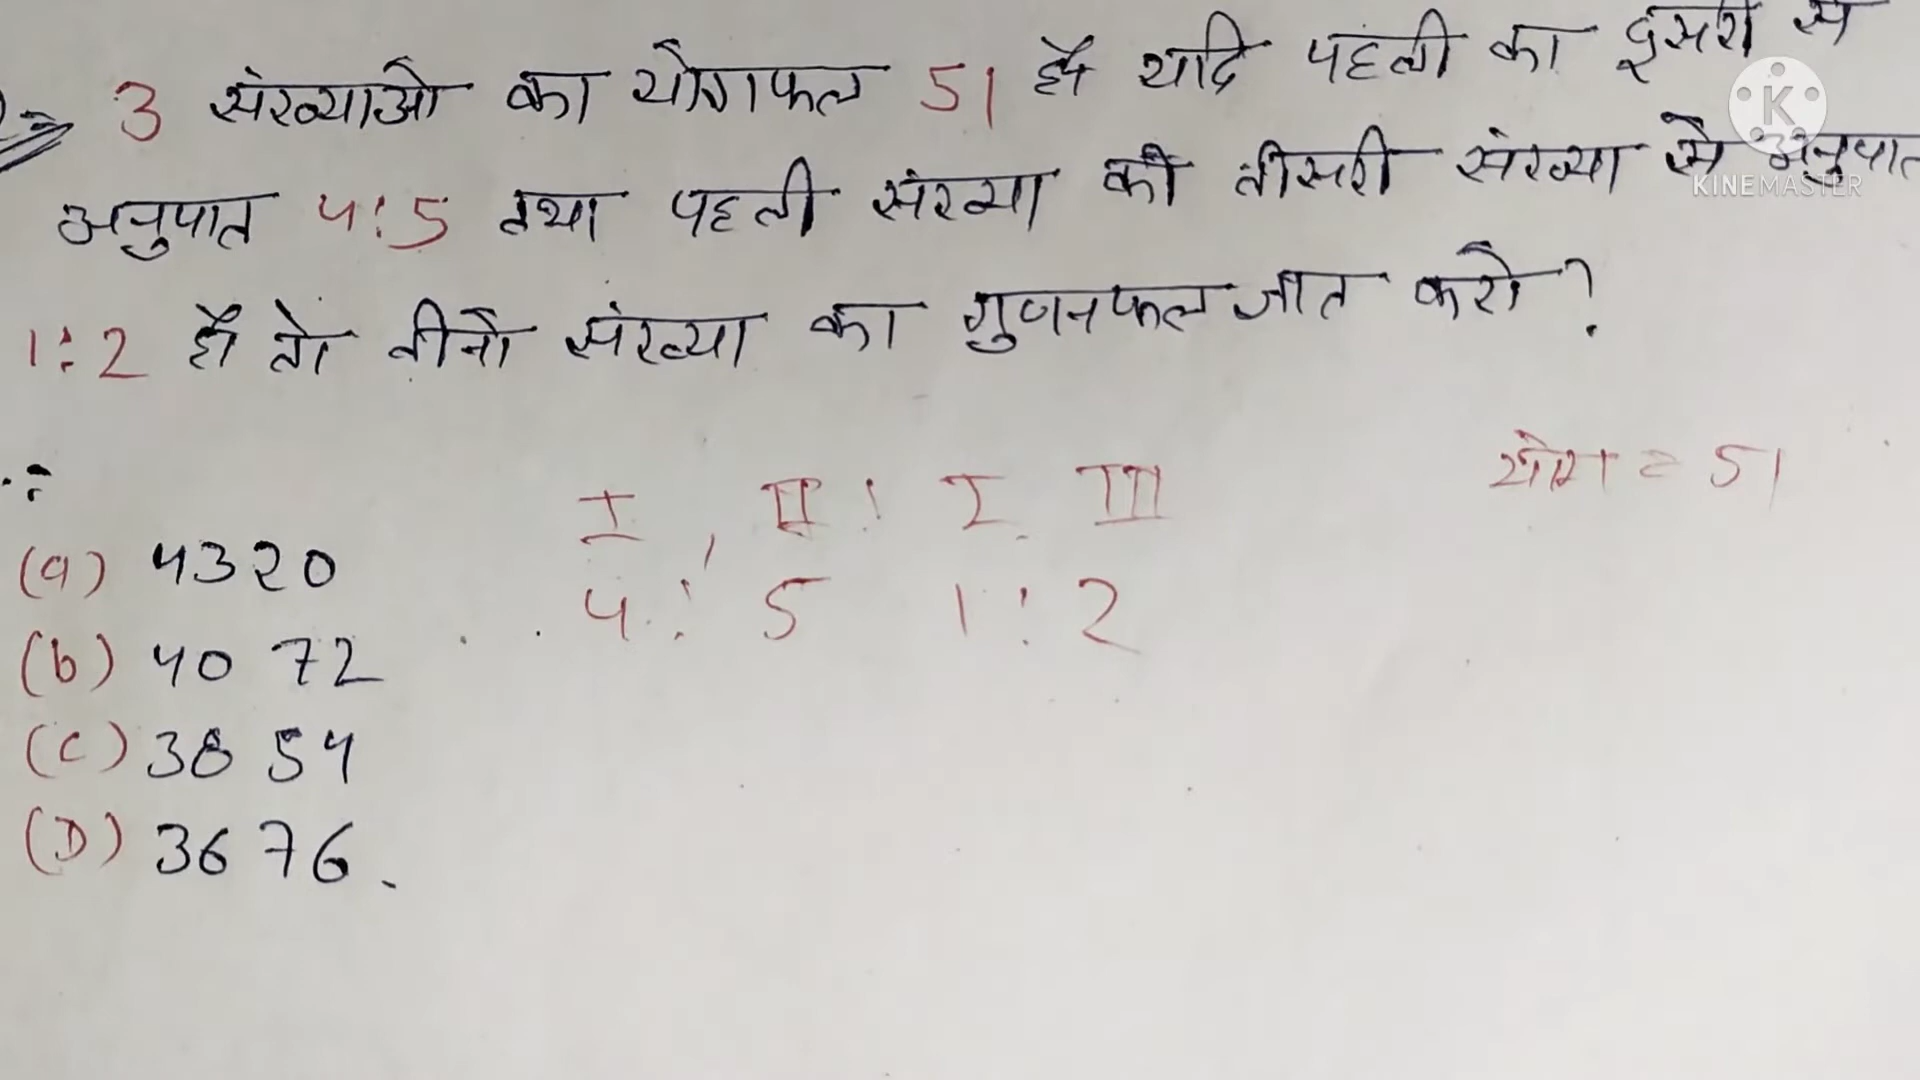 3 संख्याओ का योगफल 51 है यदि पहली का दूसरी से
अनुपात 4:5 तथा पहली संख्या की तीसरी संख्या से अनुपात
1:2 है तो तीनो संख्या का गुणनफल ज्ञात करो?
I , II : I III
योग = 51
4 : 5 1 : 2
(a) 4320
(b) 4072
(c) 3854
(D) 3676.
K
KINEMASTER